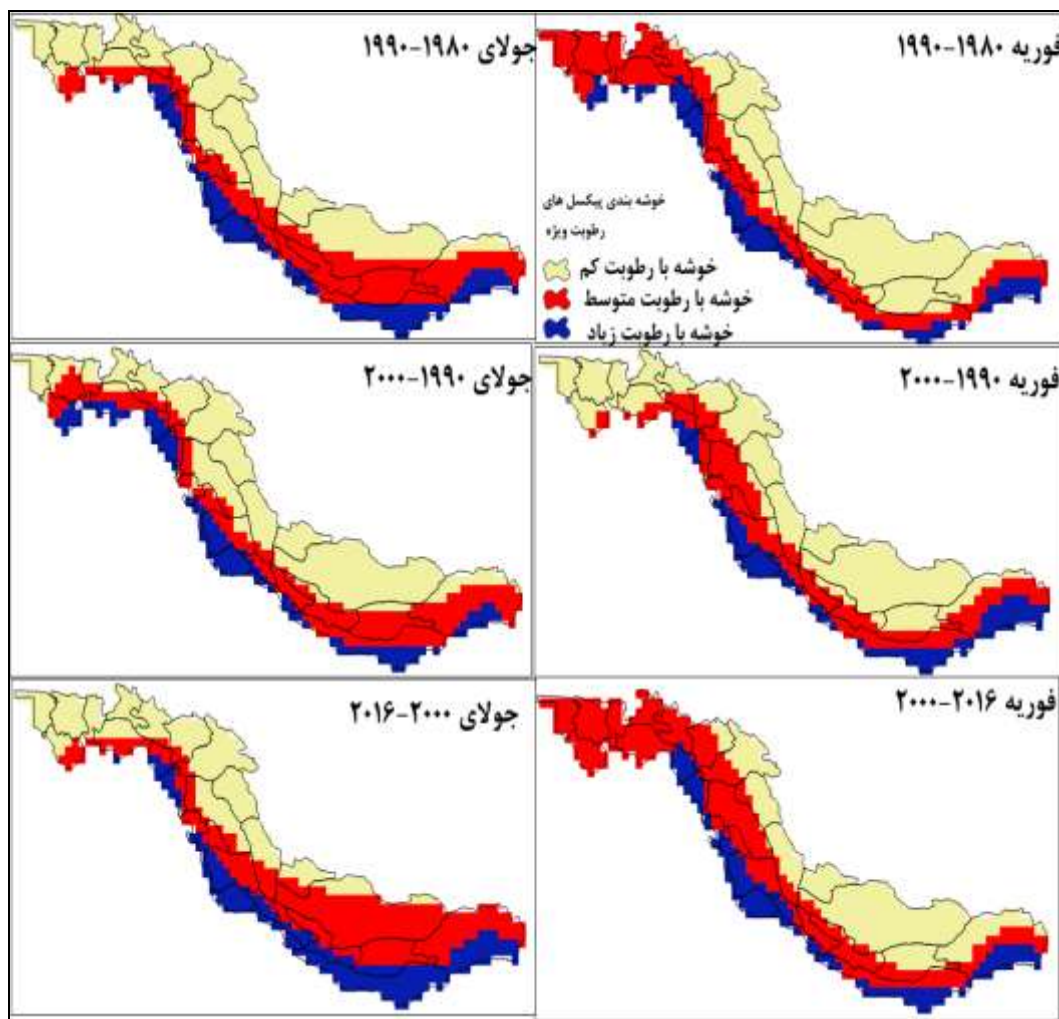 فوریه ۱۹۸۰-۱۹۹۰
جولای ۱۹۸۰-۱۹۹۰
خوشه بندی پیکسل های
رطوبت ویژه
خوشه با رطوبت کم
خوشه با رطوبت متوسط
خوشه با رطوبت زیاد
فوریه ۱۹۹۰-۲۰۰۰
جولای ۱۹۹۰-۲۰۰۰
فوریه ۲۰۱۶-۲۰۰۰
جولای ۲۰۰۰-۲۰۱۶